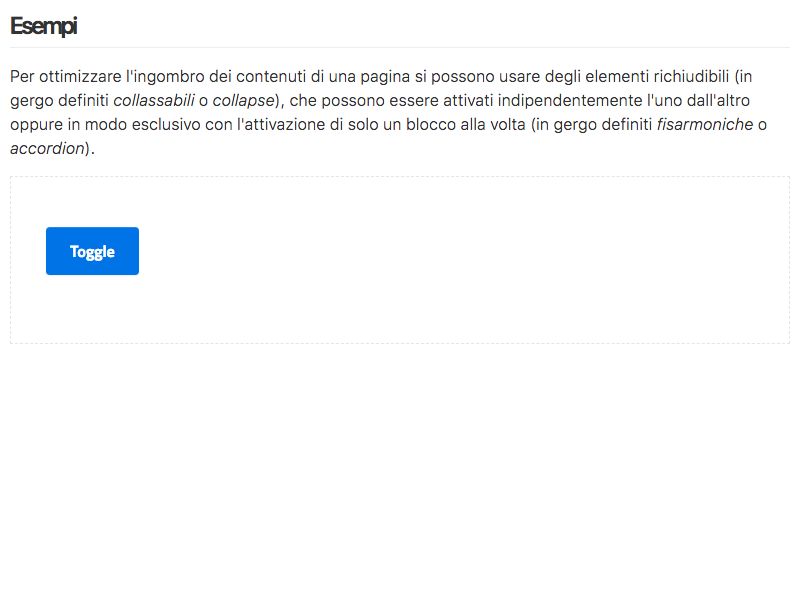 Esempi
Per ottimizzare l'ingombro dei contenuti di una pagina si possono usare degli elementi richiudibili (in
gergo definiti collassabili o collapse), che possono essere attivati indipendentemente l'uno dall'altro
oppure in modo esclusivo con l'attivazione di solo un blocco alla volta (in gergo definiti fisarmoniche o
accordion).
Toggle